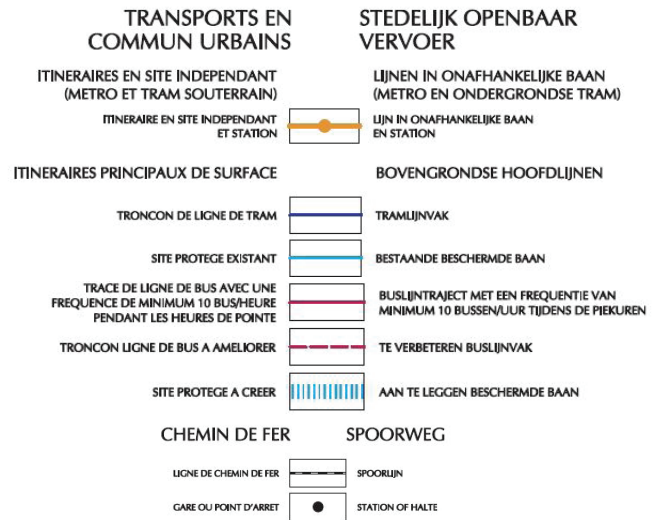 TRANSPORTS EN
COMMUN URBAINS
STEDELIJK OPENBAAR
VERVOER
ITINERAIRES EN SITE INDEPENDANT
(METRO ET TRAM SOUTERRAIN)
LIJNEN IN ONAFHANKELIJKE BAAN
(METRO EN ONDERGRONDSE TRAM)
ITINERAIRE EN SITE INDEPENDANT
ET STATION
LIJN IN ONAFHANKELIJKE BAAN
EN STATION
ITINERAIRES PRINCIPAUX DE SURFACE
BOVENGRONDSE HOOFDLIJNEN
TRONCON DE LIGNE DE TRAM
TRAMLIJNVAK
SITE PROTEGE EXISTANT
BESTAANDE BESCHERMDE BAAN
TRACE DE LIGNE DE BUS AVEC UNE
FREQUENCE DE MINIMUM 10 BUS/HEURE
PENDANT LES HEURES DE POINTE
BUSLIJNTRAJECT MET EEN FREQUENTIE VAN
MINIMUM 10 BUSSEN/UUR TIJDENS DE PIEKUREN
TRONCON LIGNE DE BUS A AMELIORER
TE VERBETEREN BUSLIJNVAK
SITE PROTEGE A CREER
AAN TE LEGGEN BESCHERMDE BAAN
CHEMIN DE FER
SPOORWEG
LIGNE DE CHEMIN DE FER
SPOORLIJN
GARE OU POINT D'ARRET
STATION OF HALTE